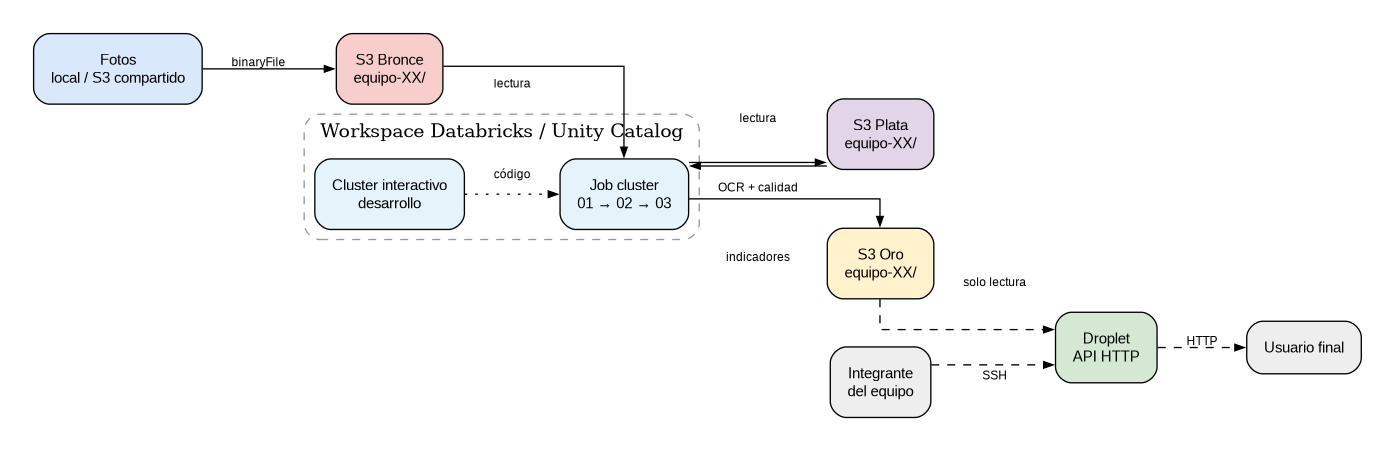 Fotos
local / S3 compartido
binaryFile
S3 Bronce
equipo-XX/
lectura
Workspace Databricks / Unity Catalog
Cluster interactivo
desarrollo
código
Job cluster
01 → 02 → 03
lectura
S3 Plata
equipo-XX/
OCR + calidad
indicadores
S3 Oro
equipo-XX/
solo lectura
Integrante
del equipo
SSH
Droplet
API HTTP
HTTP
Usuario final